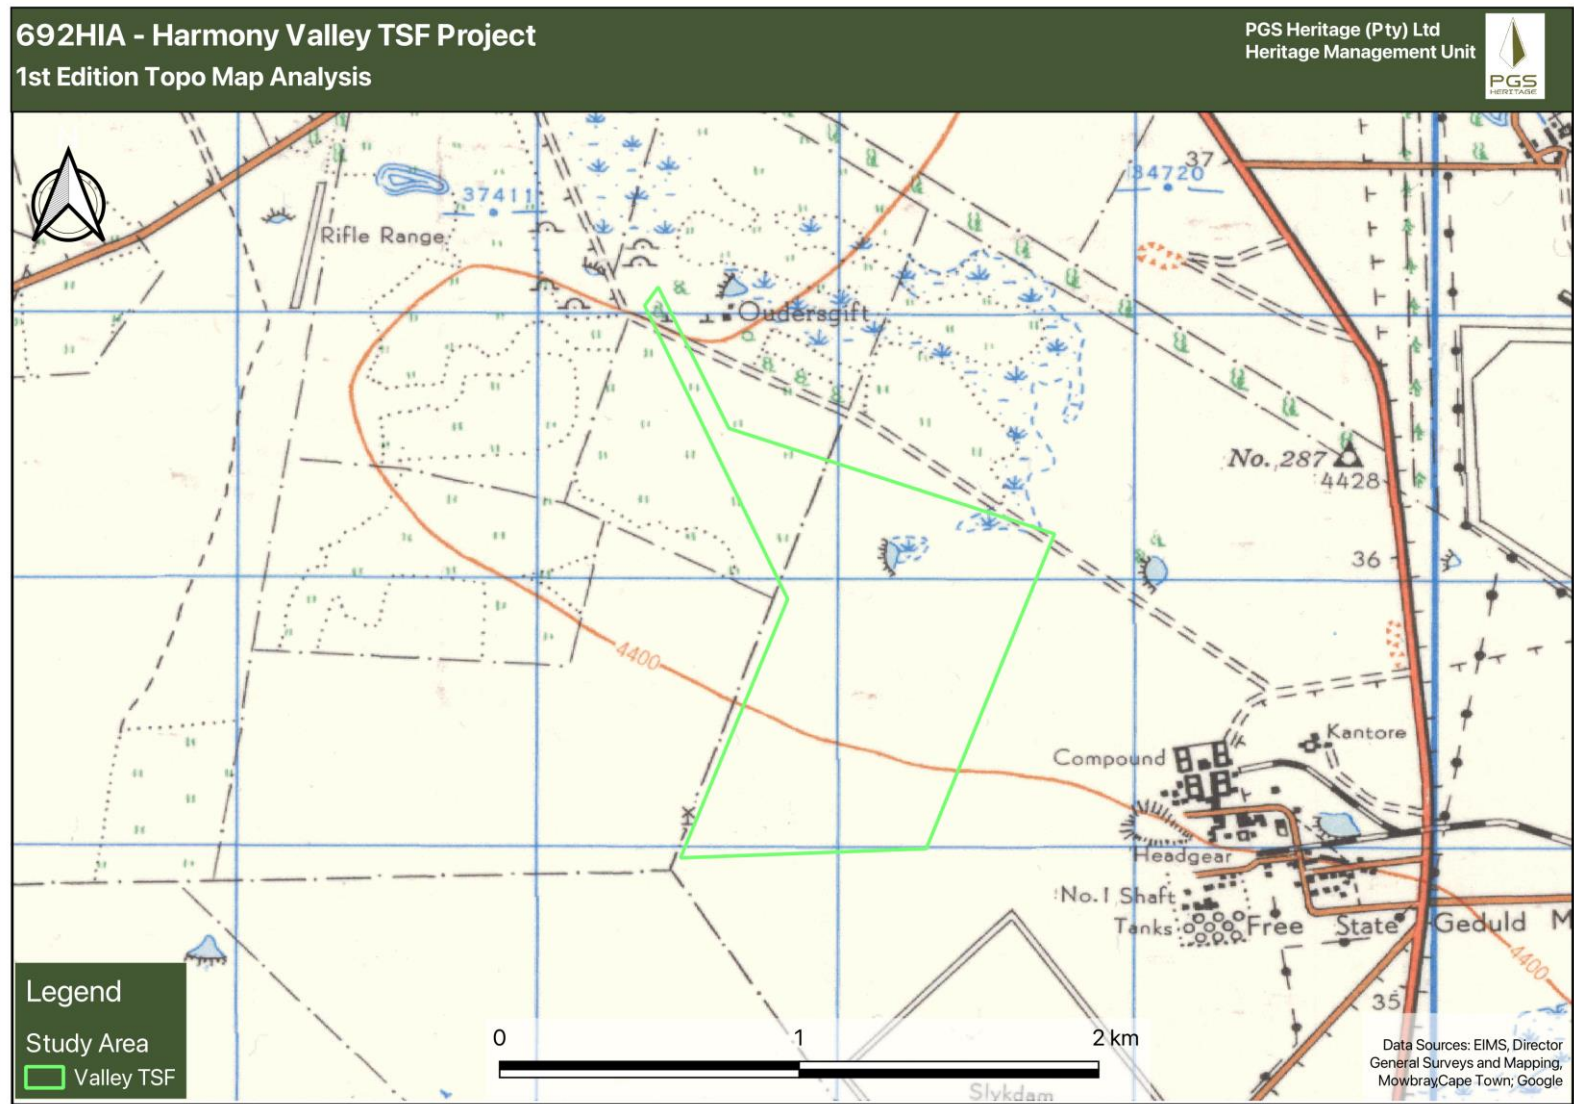 692HIA - Harmony Valley TSF Project
1st Edition Topo Map Analysis
PGS Heritage (Pty) Ltd
Heritage Management Unit
PGS
HERITAGE
37
34720
37411
Rifle Range
Oudersgift
No. 287
4428
36
4400
Kantore
Compound
Headgear
No.1 Shaft
Tanks
Free State Geduld M
4400
35
Slykdam
Legend
Study Area
Valley TSF
0 1 2 km
Data Sources: EIMS, Director
General Surveys and Mapping,
Mowbray,Cape Town; Google